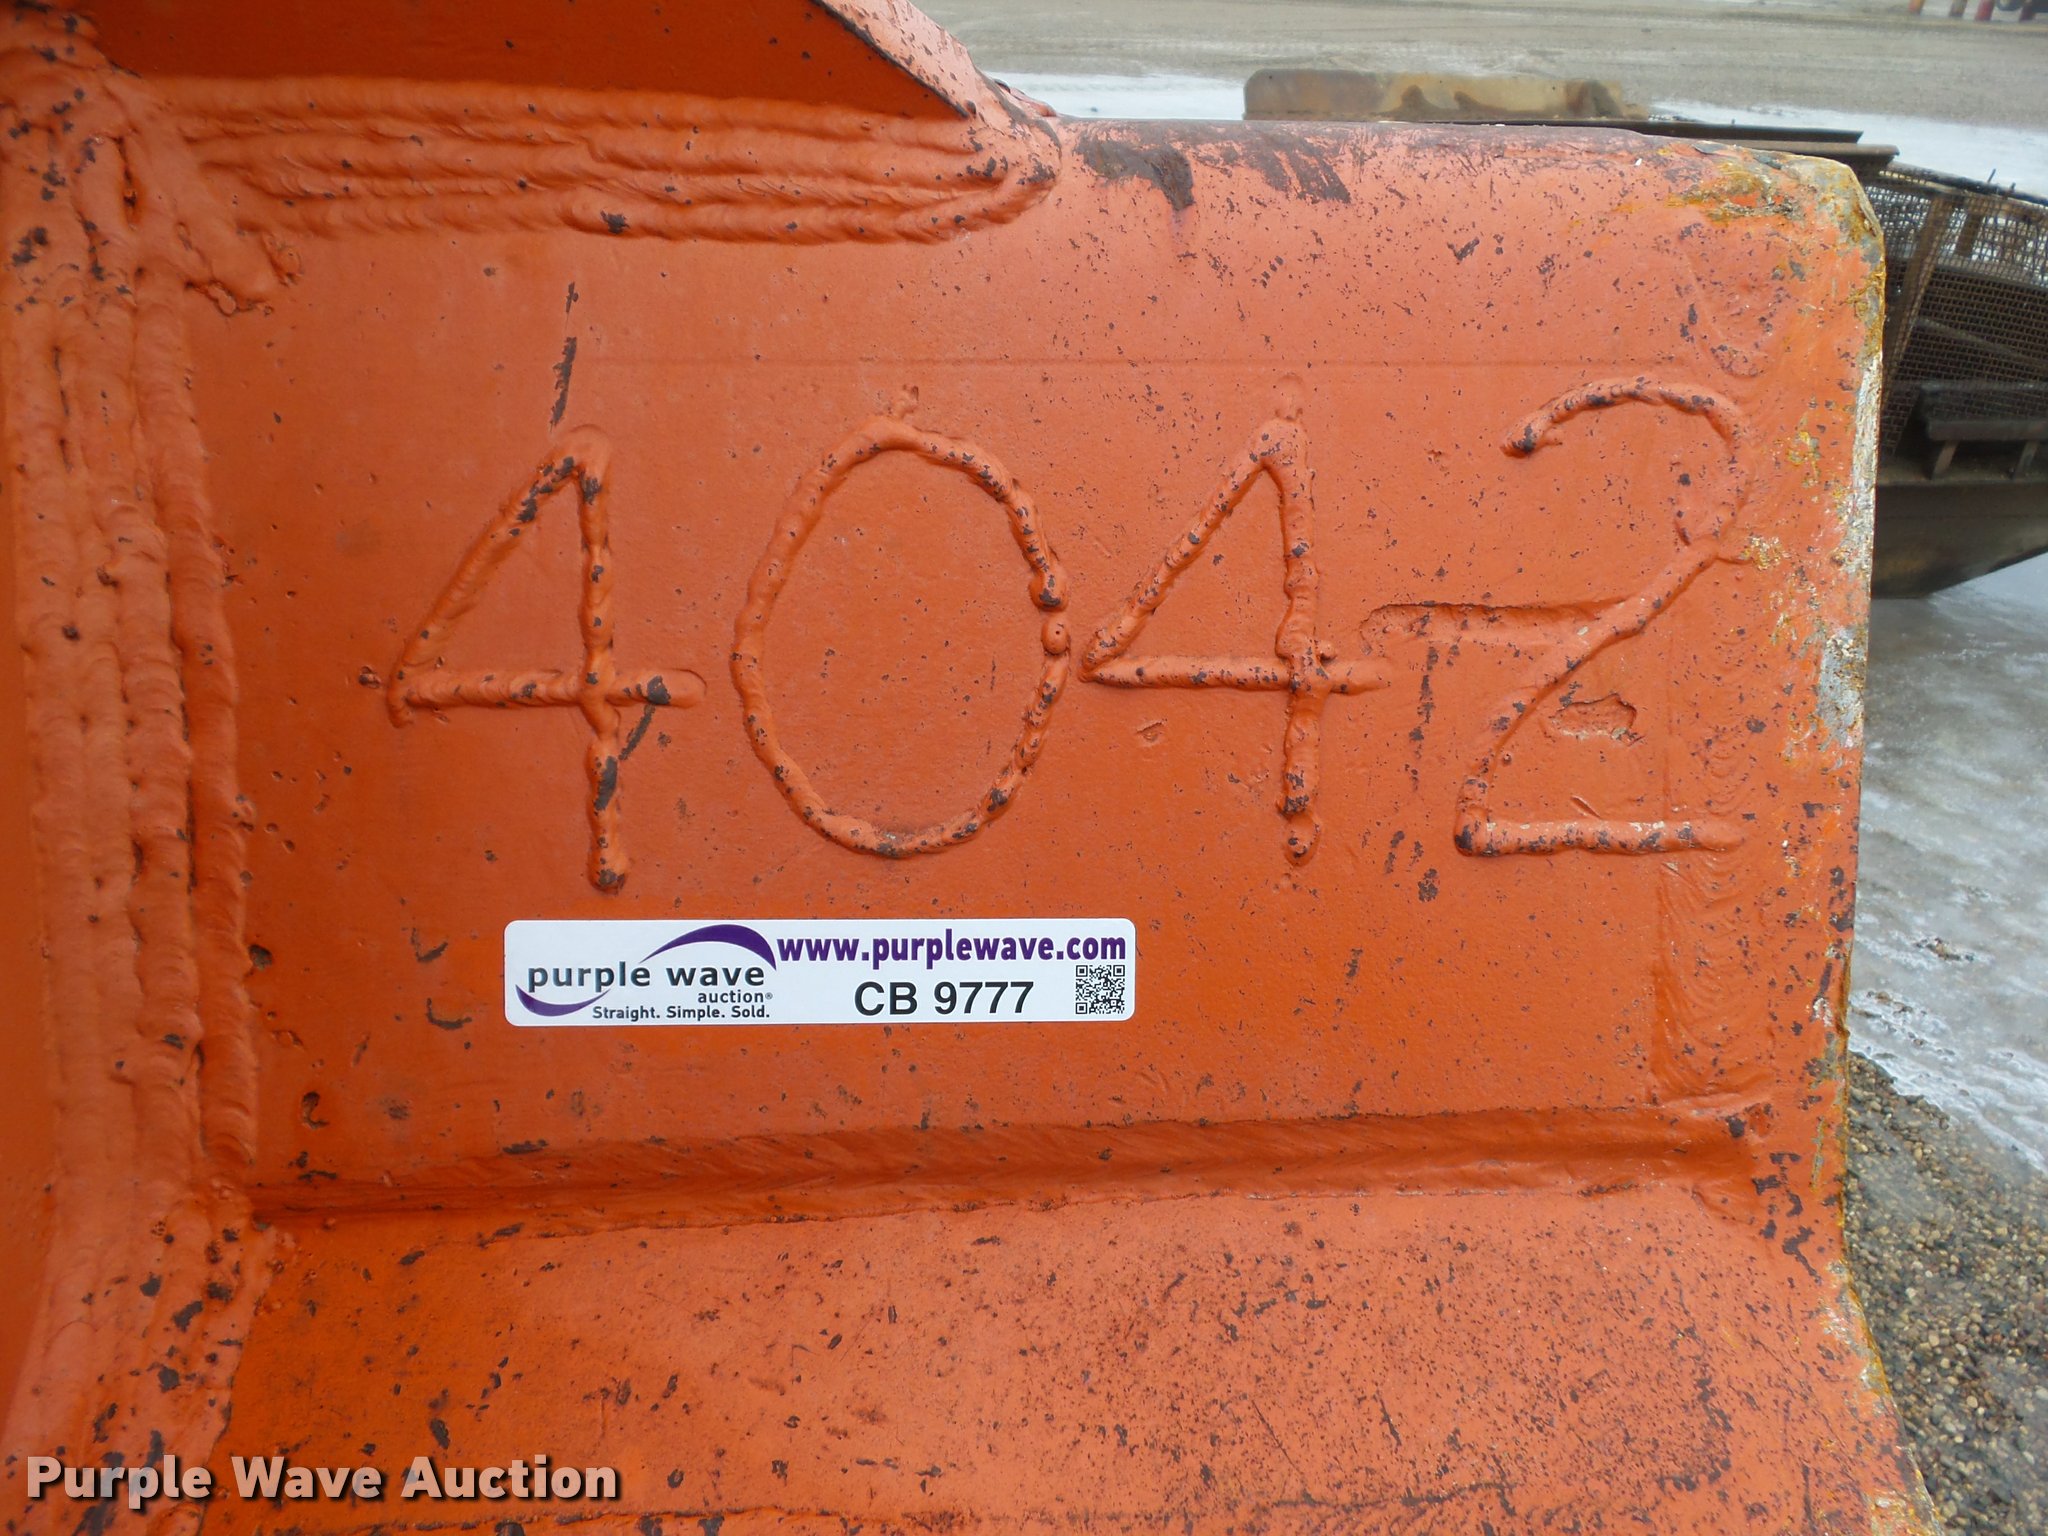 4042
purple wave
auction®
Straight. Simple. Sold.
www.purplewave.com
CB 9777
Purple Wave Auction